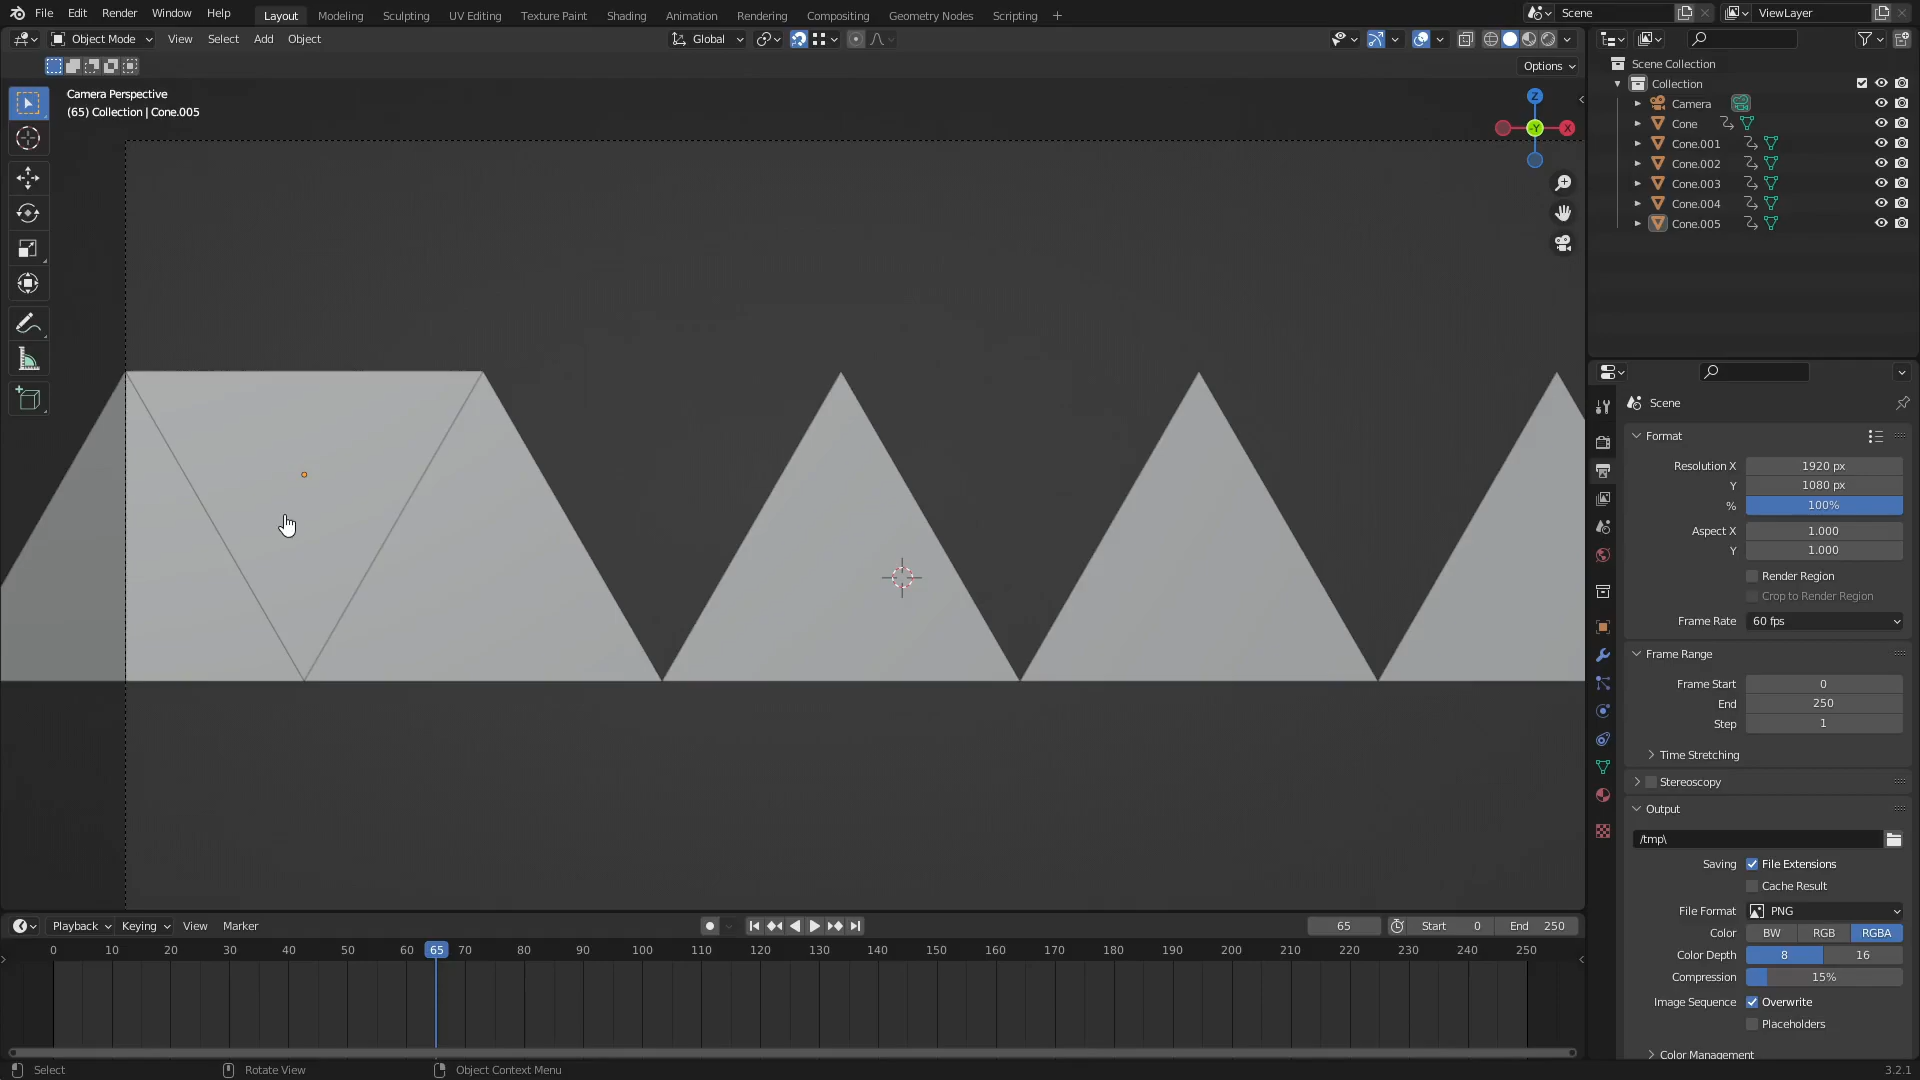 File Edit Render Window Help Layout Modeling Sculpting UV Editing Texture Paint Shading Animation Rendering Compositing Geometry Nodes Scripting + Scene ViewLayer
Object Mode View Select Add Object Global
Options
Camera Perspective
(65) Collection | Cone.005
Z
-Y
X
Scene Collection
Collection
Camera
Cone
Cone.001
Cone.002
Cone.003
Cone.004
Cone.005
Scene
Format
Resolution X 1920 px
Y 1080 px
% 100%
Aspect X 1.000
Y 1.000
Render Region
Crop to Render Region
Frame Rate 60 fps
Frame Range
Frame Start 0
End 250
Step 1
Time Stretching
Stereoscopy
Output
/tmp\
Saving File Extensions
Cache Result
File Format PNG
Color BW RGB RGBA
Color Depth 8 16
Compression 15%
Image Sequence Overwrite
Placeholders
Color Management
Playback Keying View Marker 65 Start 0 End 250
0 10 20 30 40 50 60 65 70 80 90 100 110 120 130 140 150 160 170 180 190 200 210 220 230 240 250
Select Rotate View Object Context Menu 3.2.1